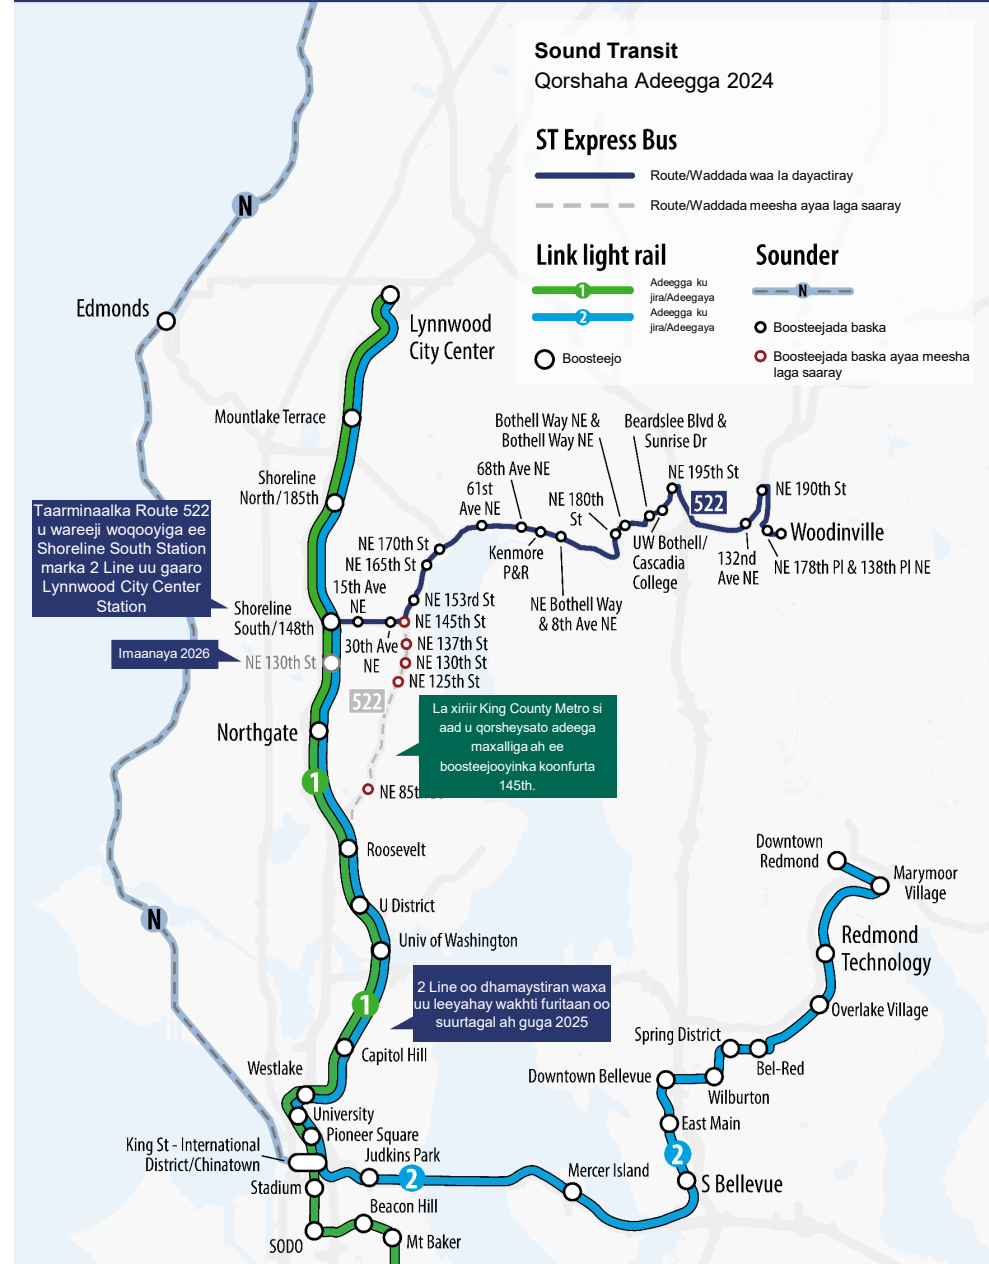 Sound Transit
Qorshaha Adeegga 2024
ST Express Bus
Route/Waddada waa la dayactiray
Route/Waddada meesha ayaa laga saaray
Link light rail
1
Adeegga ku
jira/Adeegaya
2
Adeegga ku
jira/Adeegaya
Boosteejo
Sounder
N
Boosteejada baska
Boosteejada baska ayaa meesha
laga saaray
N
Edmonds
Lynnwood
City Center
Mountlake Terrace
Shoreline
North/185th
Taarminaalka Route 522
u wareeji woqooyiga ee
Shoreline South Station
marka 2 Line uu gaaro
Lynnwood City Center
Station
Shoreline
South/148th
Imaanaya 2026
NE 130th St
Bothell Way NE &
Bothell Way NE
Beardslee Blvd &
Sunrise Dr
68th Ave NE
61st
Ave NE
NE 180th
St
NE 195th St
522
NE 190th St
Woodinville
NE 178th Pl & 138th Pl NE
132nd
Ave NE
UW Bothell/
Cascadia
College
Kenmore
P&R
NE Bothell Way
& 8th Ave NE
NE 170th St
NE 165th St
15th Ave
NE
NE 153rd St
NE 145th St
30th Ave
NE
NE 137th St
NE 130th St
NE 125th St
522
La xiriir King County Metro si
aad u qorsheysato adeega
maxalliga ah ee
boosteejooyinka koonfurta
145th.
Northgate
1
NE 85th
Roosevelt
U District
N
Univ of Washington
1
2 Line oo dhamaystiran waxa
uu leeyahay wakhti furitaan oo
suurtagal ah guga 2025
Capitol Hill
Westlake
University
Pioneer Square
King St - International
District/Chinatown
Judkins Park
2
Stadium
Beacon Hill
SODO
Mt Baker
Mercer Island
Downtown
Redmond
Marymoor
Village
Redmond
Technology
Overlake Village
Spring District
Bel-Red
Downtown Bellevue
Wilburton
East Main
2
S Bellevue